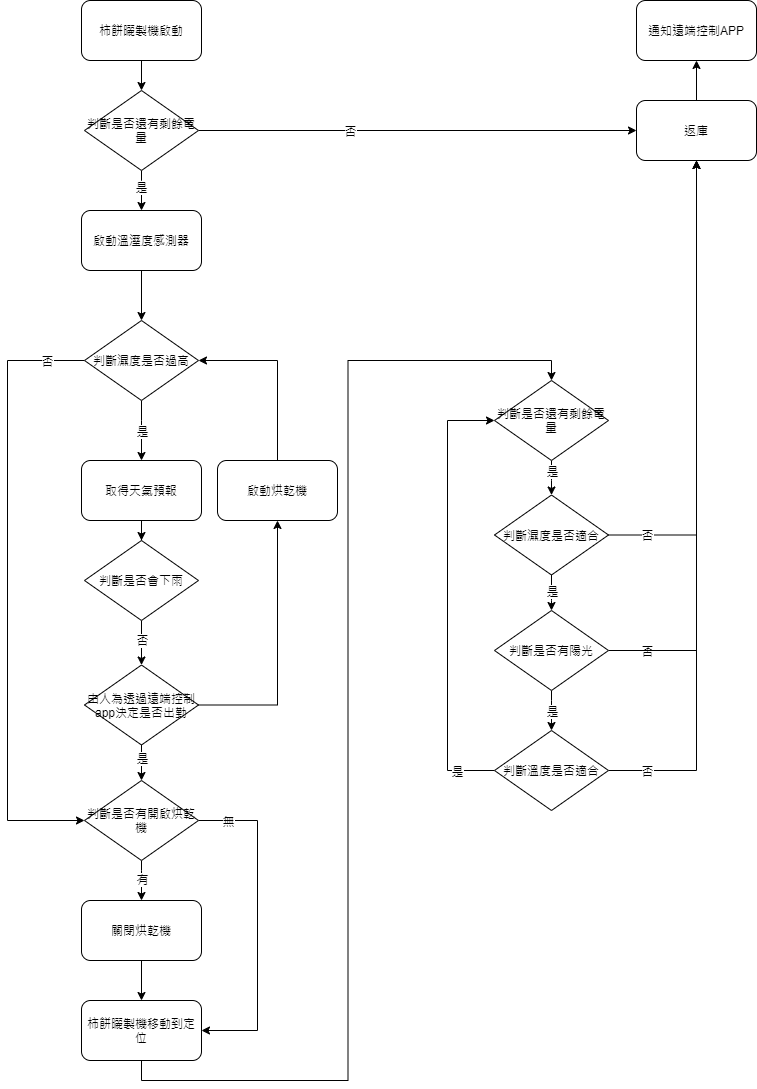 柿餅曬製機啟動
通知遠端控制APP
判斷是否還有剩餘電
量
否
返庫
是
啟動溫溼度感測器
否
判斷濕度是否過高
是
取得天氣預報
啟動烘乾機
判斷是否會下雨
否
由人為透過遠端控制
app決定是否出勤
是
判斷是否有開啟烘乾
機
無
有
關閉烘乾機
柿餅曬製機移動到定
位
判斷是否還有剩餘電
量
是
判斷濕度是否適合
否
是
判斷是否有陽光
否
是
是
判斷溫度是否適合
否